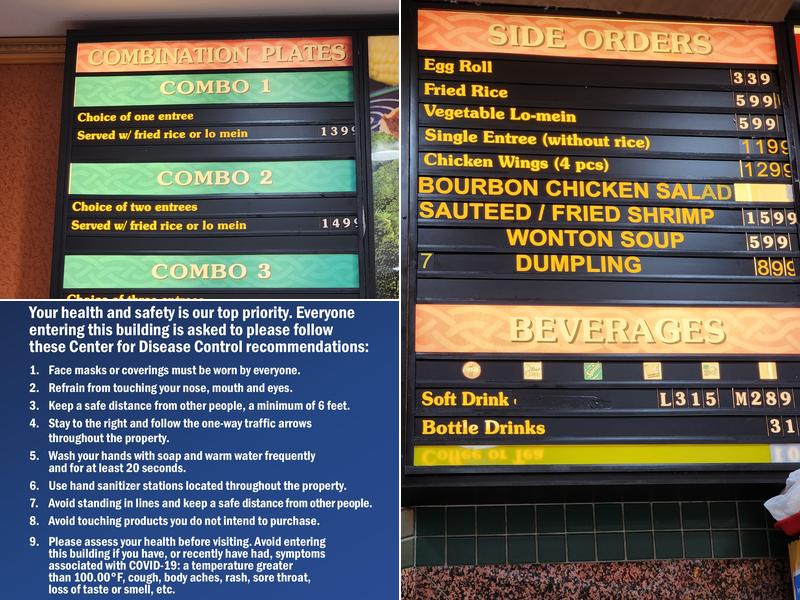 COMBINATION PLATES
COMBO 1
Choice of one entree
Served w/ fried rice or lo mein 1399
COMBO 2
Choice of two entrees
Served w/ fried rice or lo mein 1499
COMBO 3
Choice of three entrees
SIDE ORDERS
Egg Roll 339
Fried Rice 599
Vegetable Lo-mein 599
Single Entree (without rice) 1199
Chicken Wings (4 pcs) 1299
BOURBON CHICKEN SALAD
SAUTEED / FRIED SHRIMP 1599
WONTON SOUP 599
7 DUMPLING 899
BEVERAGES
Soft Drink L315 M289
Bottle Drinks 31
Coffee or Tea
Your health and safety is our top priority. Everyone
entering this building is asked to please follow
these Center for Disease Control recommendations:
1. Face masks or coverings must be worn by everyone.
2. Refrain from touching your nose, mouth and eyes.
3. Keep a safe distance from other people, a minimum of 6 feet.
4. Stay to the right and follow the one-way traffic arrows
throughout the property.
5. Wash your hands with soap and warm water frequently
and for at least 20 seconds.
6. Use hand sanitizer stations located throughout the property.
7. Avoid standing in lines and keep a safe distance from other people.
8. Avoid touching products you do not intend to purchase.
9. Please assess your health before visiting. Avoid entering
this building if you have, or recently have had, symptoms
associated with COVID-19: a temperature greater
than 100.00°F, cough, body aches, rash, sore throat,
loss of taste or smell, etc.